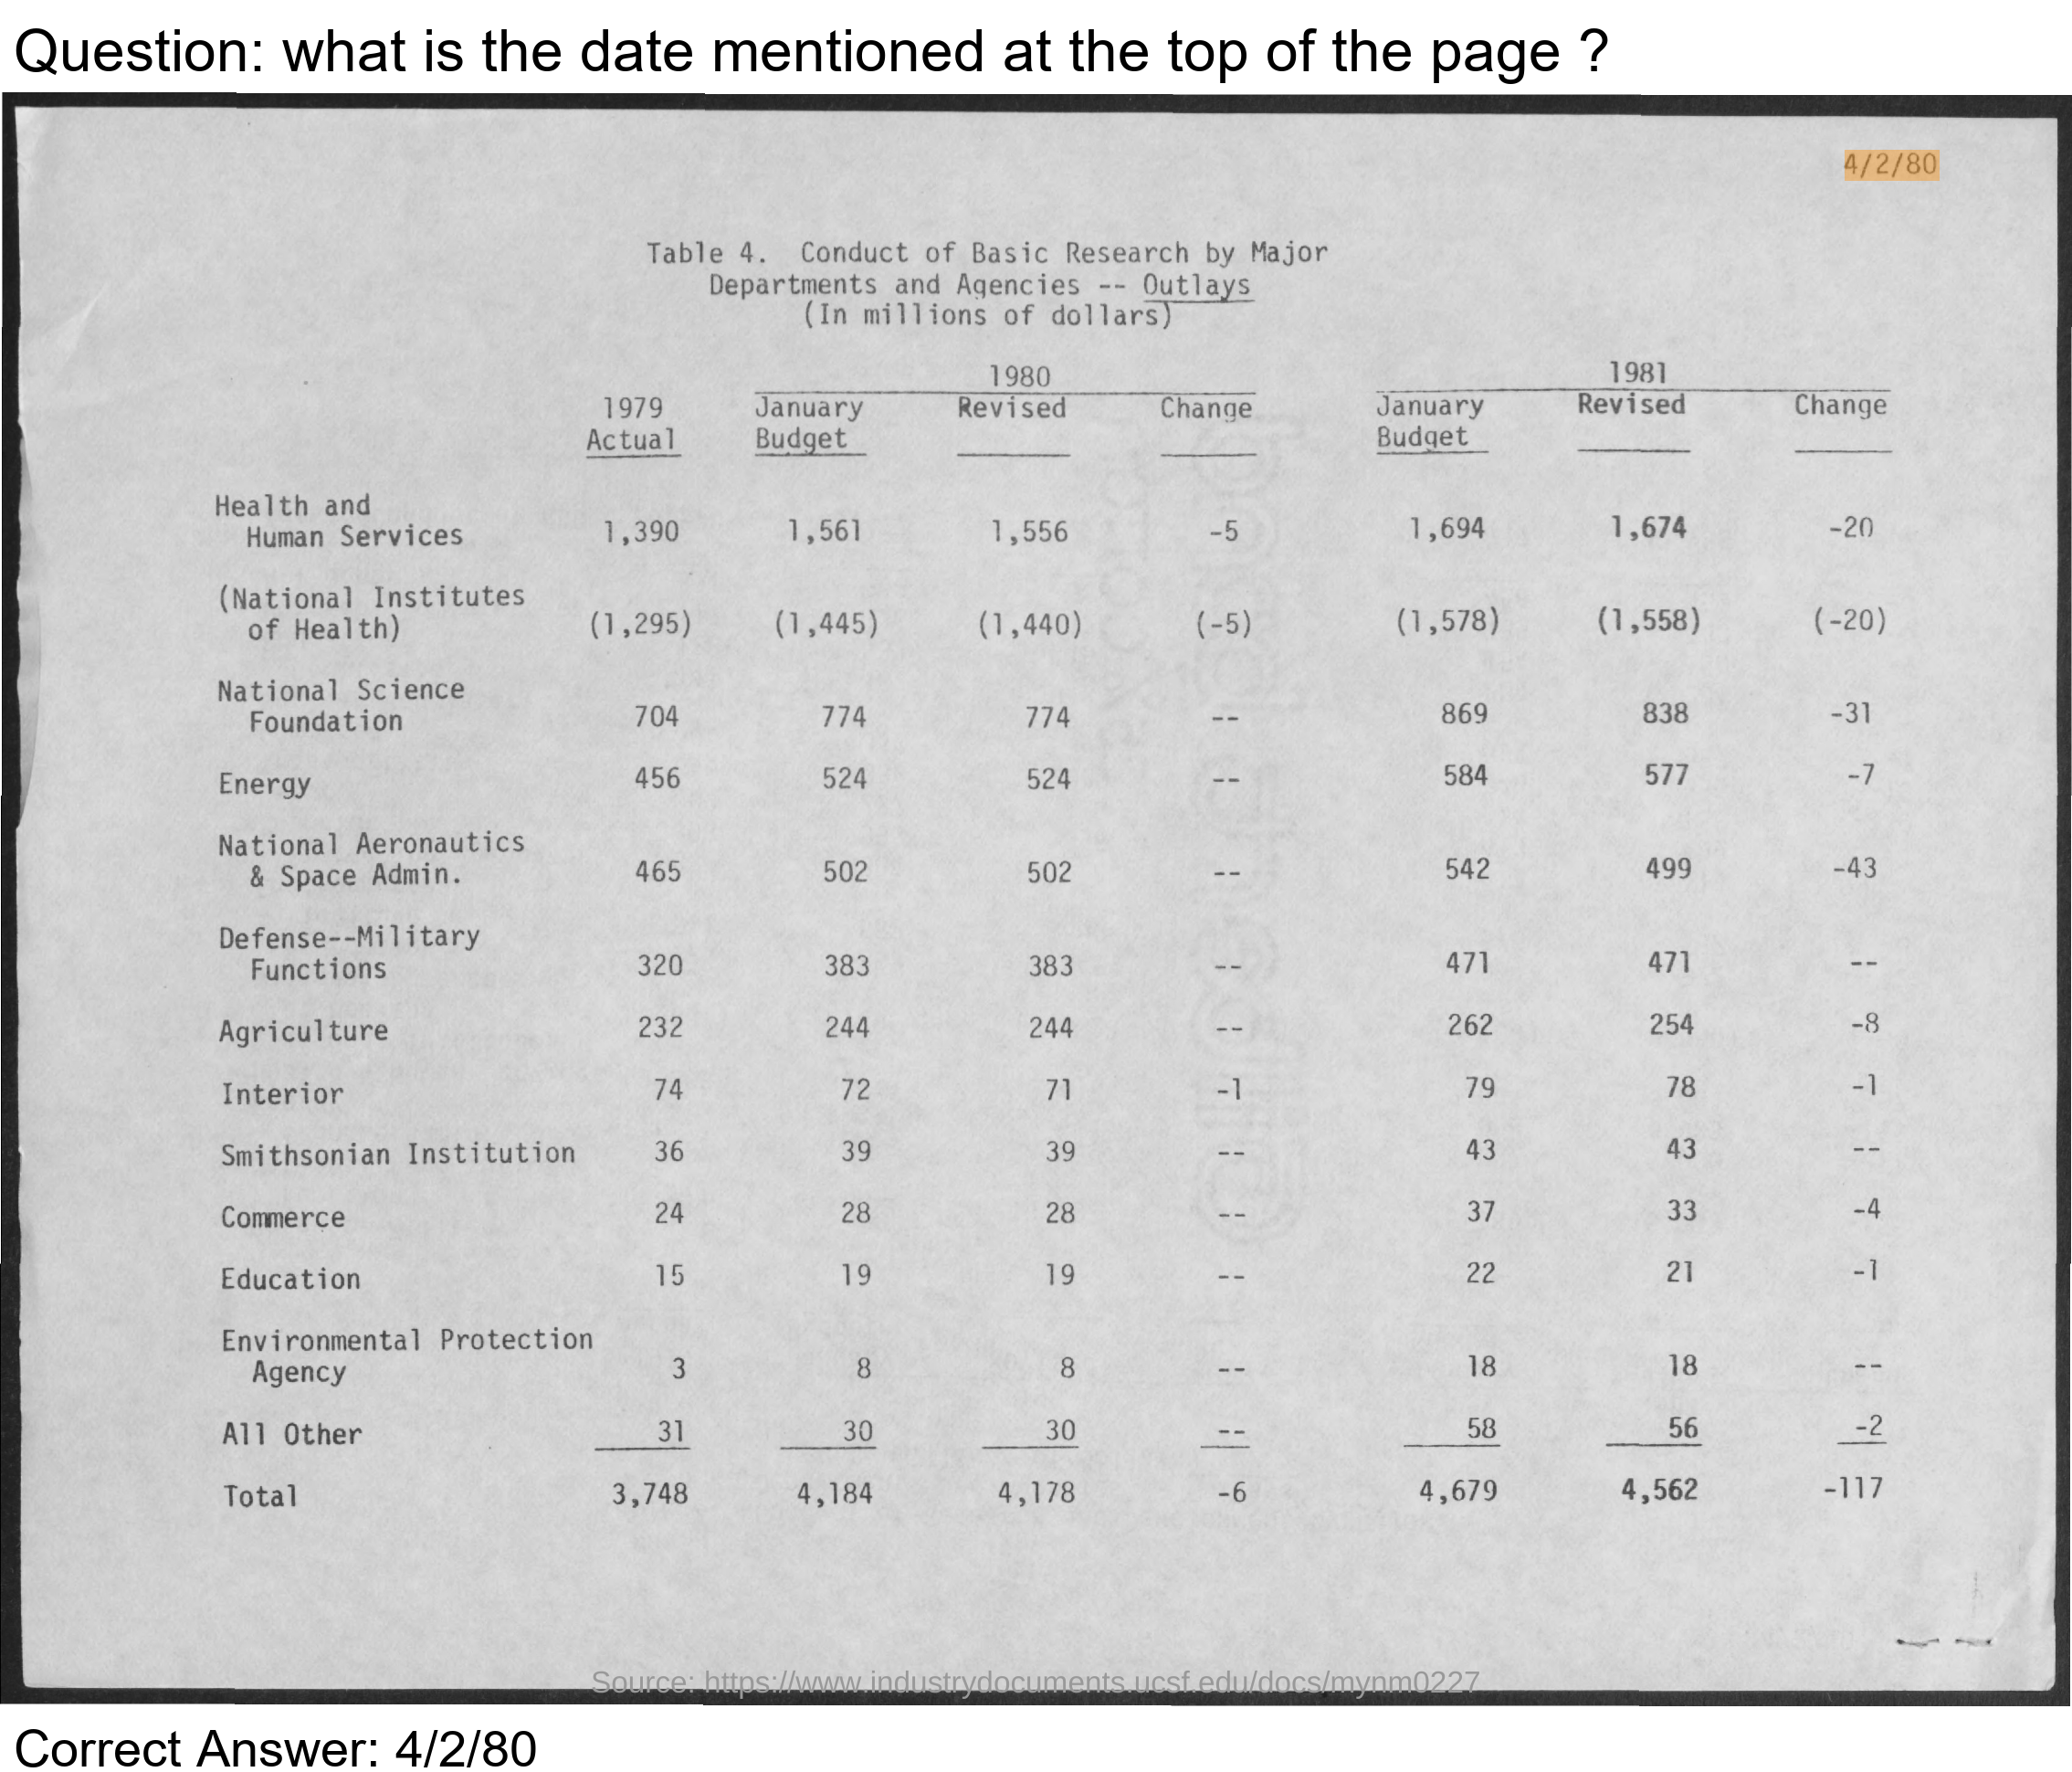 Question: what is the date mentioned at the top of the page ?
4/2/80
Table 4. Conduct of Basic Research by Major
Departments and Agencies -- Outlays
(In millions of dollars)
1980 1981
1979 January Revised Change January Revised Change
Actual Budget Budget
Health and
Human Services 1,390 1,561 1,556 -5 1,694 1,674 -20
(National Institutes
of Health) (1,295) (1,445) (1,440) (-5) (1,578) (1,558) (-20)
National Science
Foundation 704 774 774 -- 869 838 -31
Energy 456 524 524 -- 584 577 -7
National Aeronautics
& Space Admin. 465 502 502 -- 542 499 -43
Defense--Military
Functions 320 383 383 -- 471 471 --
Agriculture 232 244 244 -- 262 254 -8
Interior 74 72 71 -1 79 78 -1
Smithsonian Institution 36 39 39 -- 43 43 --
Commerce 24 28 28 -- 37 33 -4
Education 15 19 19 -- 22 21 -1
Environmental Protection
Agency 3 8 8 -- 18 18 --
All Other 31 30 30 -- 58 56 -2
Total 3,748 4,184 4,178 -6 4,679 4,562 -117
Source: https://www.industrydocuments.ucsf.edu/docs/mynm0227
Correct Answer: 4/2/80